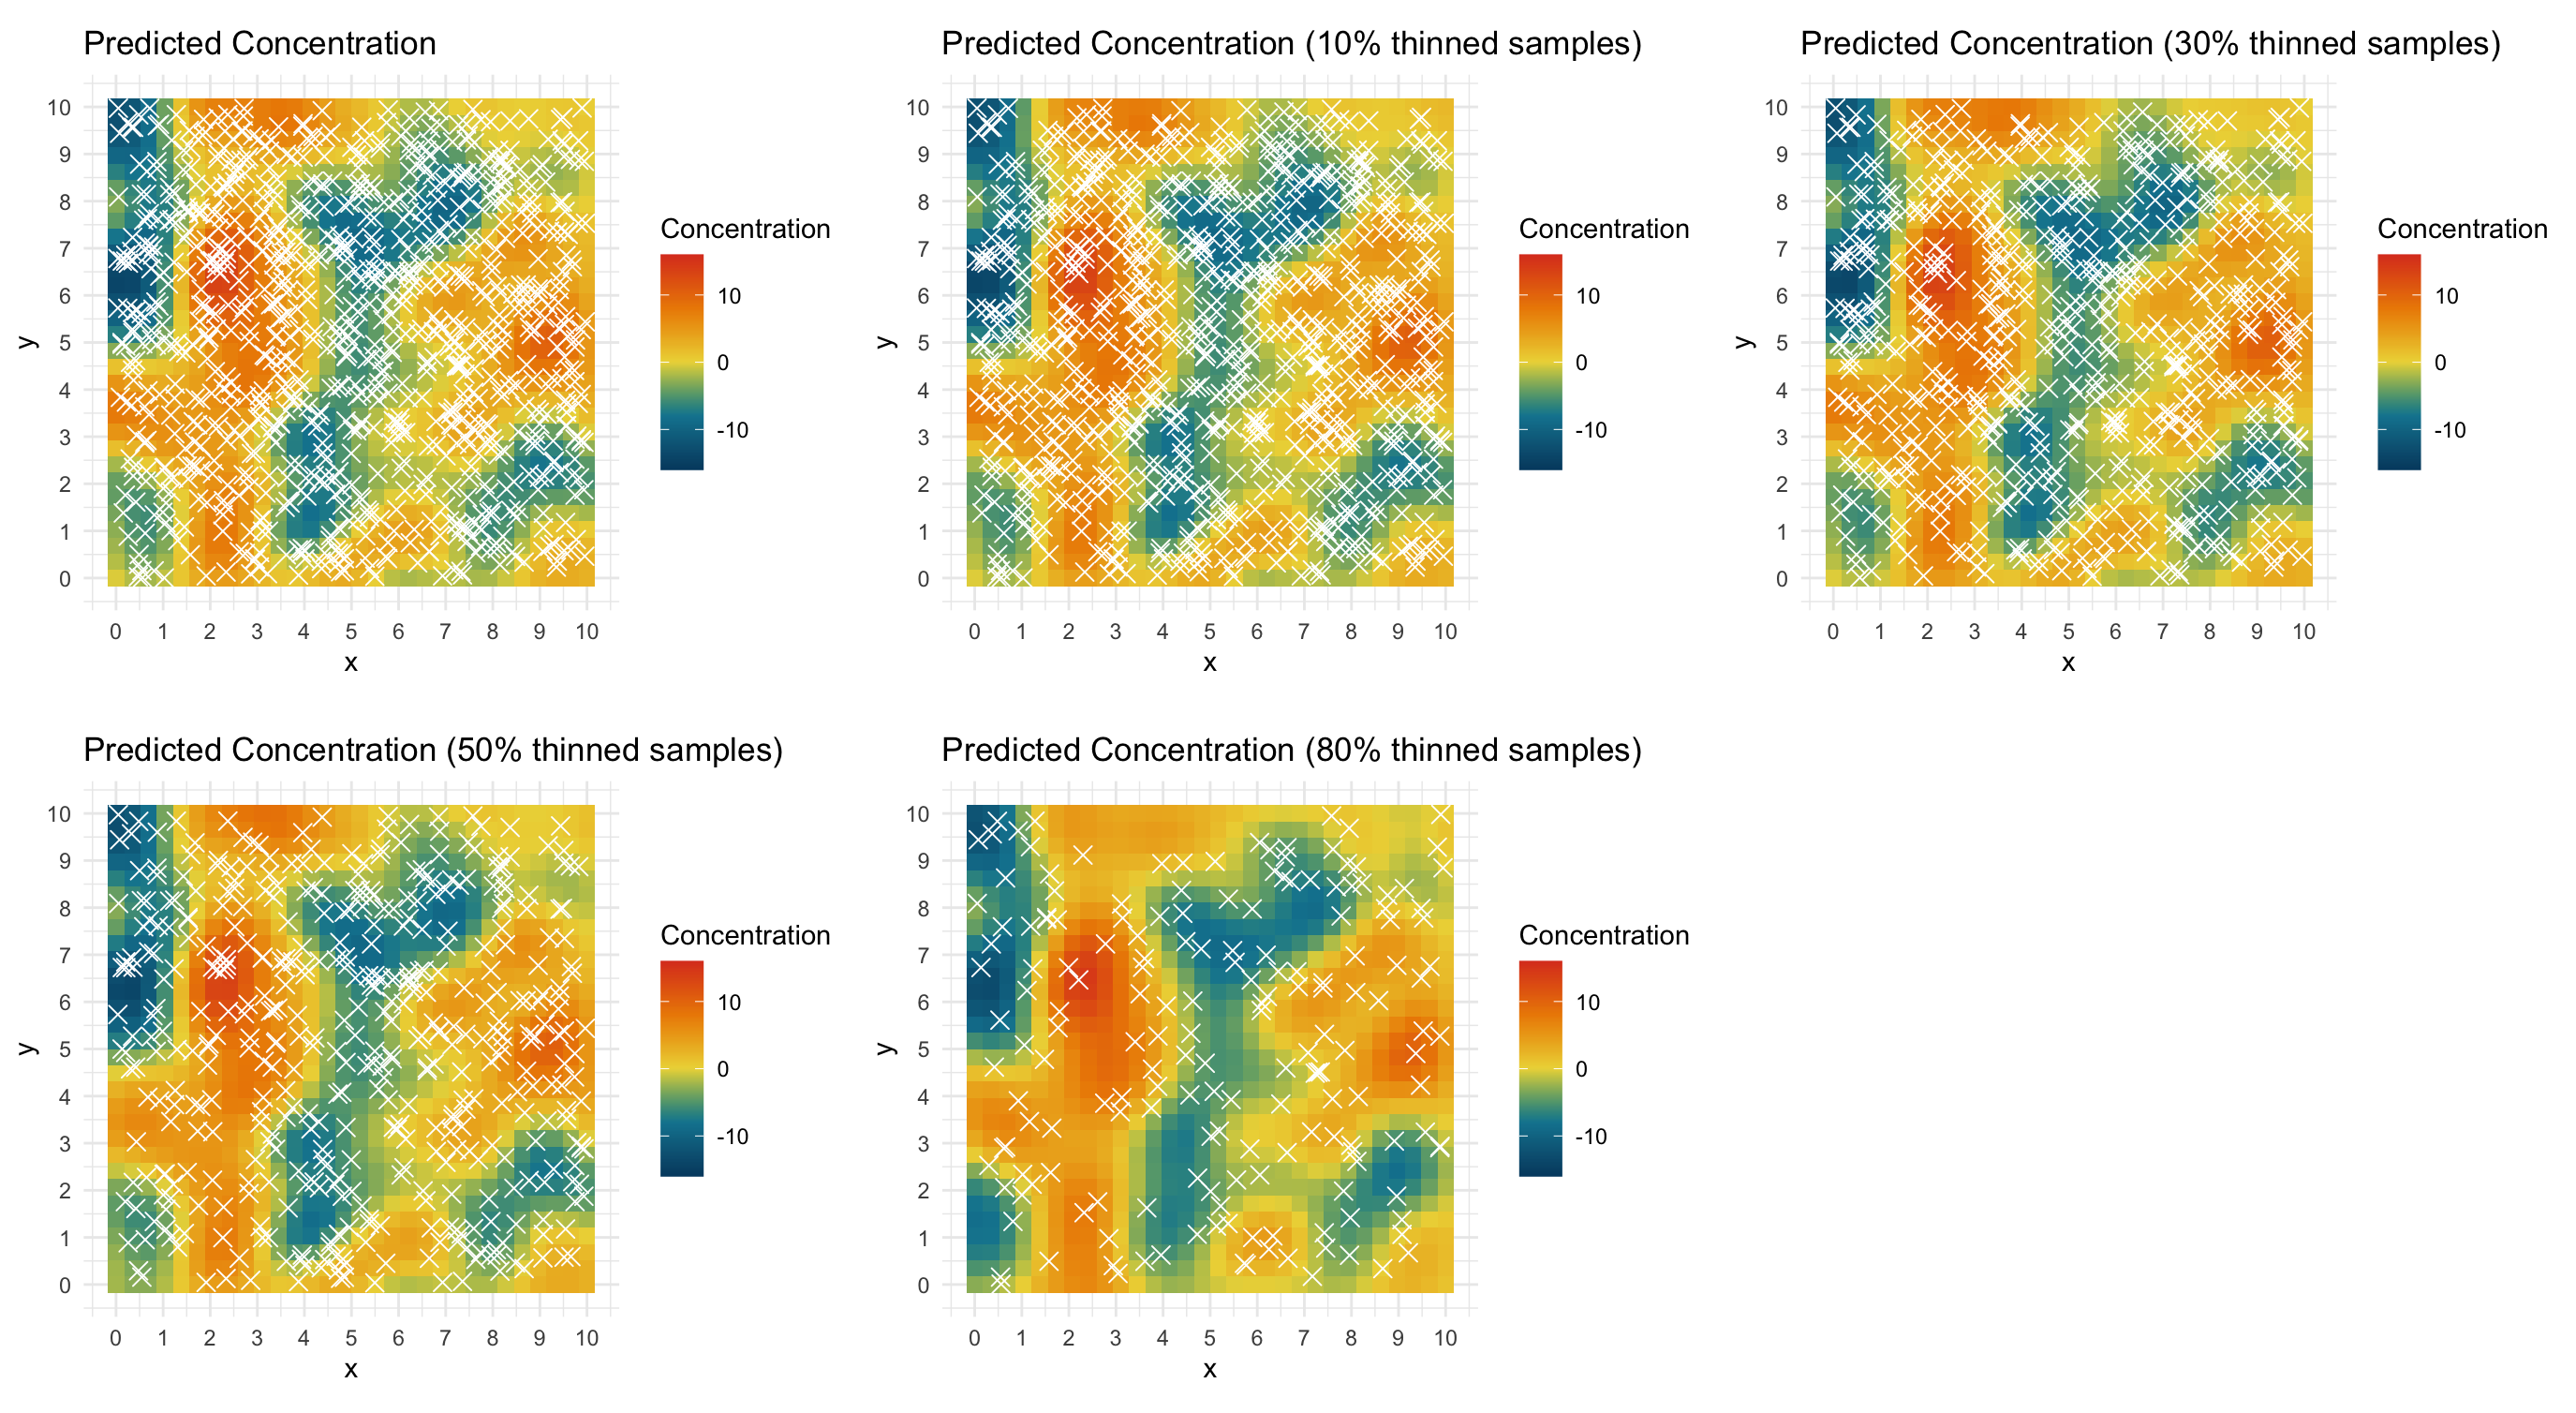 Predicted Concentration
Predicted Concentration (10% thinned samples)
Predicted Concentration (30% thinned samples)
10
9
8
7
6
5
4
3
2
1
0
y
0 1 2 3 4 5 6 7 8 9 10
x
Concentration
10
0
-10
10
9
8
7
6
5
4
3
2
1
0
y
0 1 2 3 4 5 6 7 8 9 10
x
Concentration
10
0
-10
10
9
8
7
6
5
4
3
2
1
0
y
0 1 2 3 4 5 6 7 8 9 10
x
Concentration
10
0
-10
Predicted Concentration (50% thinned samples)
Predicted Concentration (80% thinned samples)
10
9
8
7
6
5
4
3
2
1
0
y
0 1 2 3 4 5 6 7 8 9 10
x
Concentration
10
0
-10
10
9
8
7
6
5
4
3
2
1
0
y
0 1 2 3 4 5 6 7 8 9 10
x
Concentration
10
0
-10